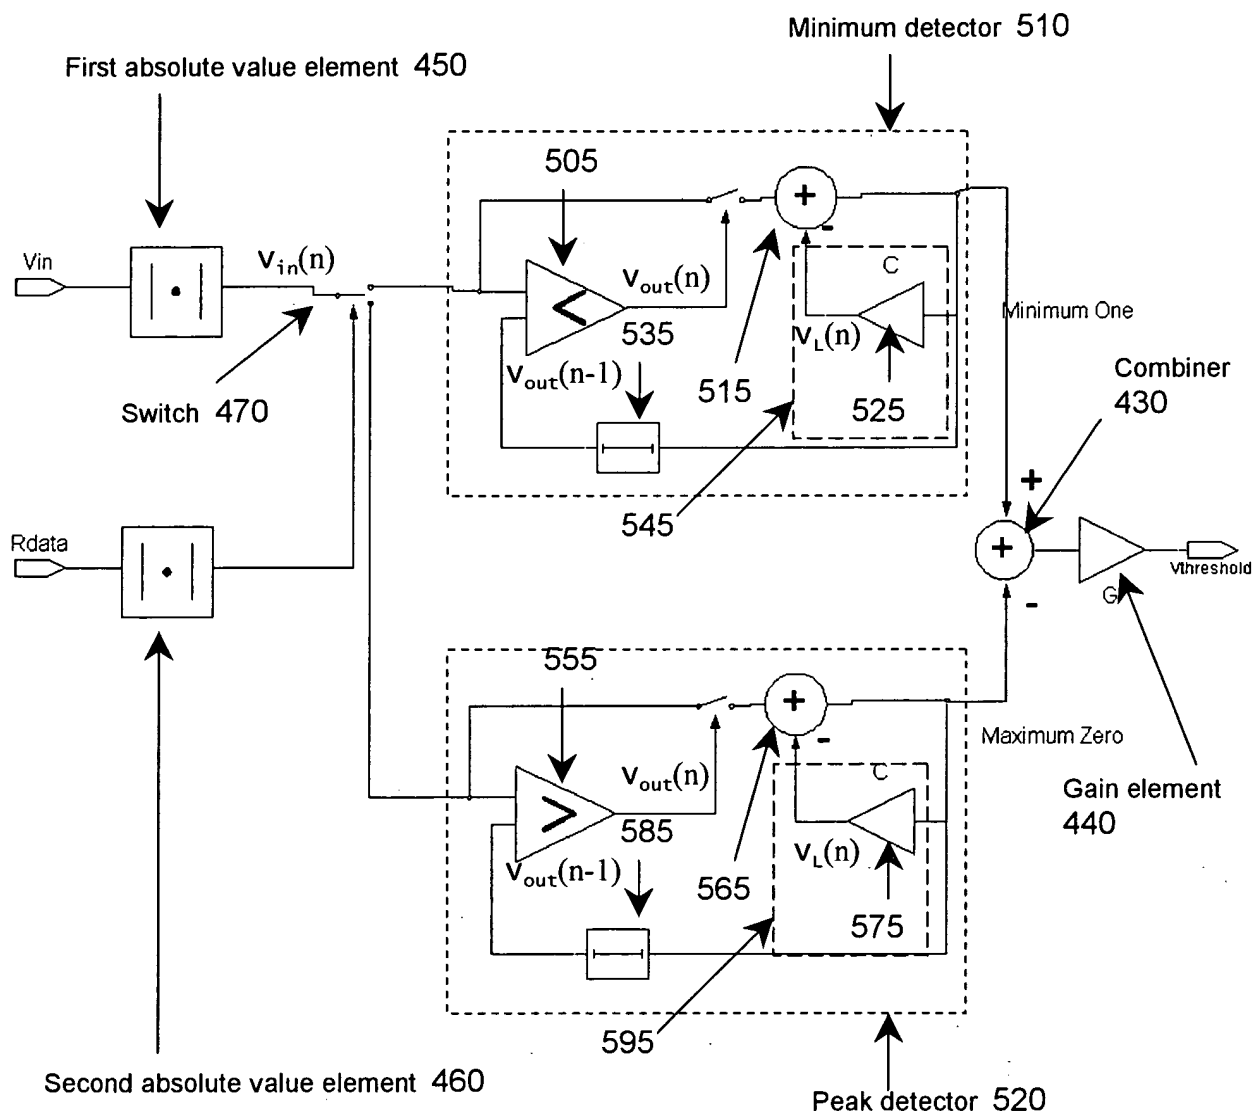 Minimum detector 510
First absolute value element 450
505
+
-
Vin
| • |
Vin(n)
C
<
Vout(n)
535
VL(n)
Minimum One
Vout(n-1)
515
525
Combiner
430
Switch 470
545
+
Rdata
| • |
+
Vthreshold
G
-
555
+
-
Maximum Zero
C
>
Vout(n)
585
VL(n)
Gain element
440
Vout(n-1)
565
575
595
Second absolute value element 460
Peak detector 520